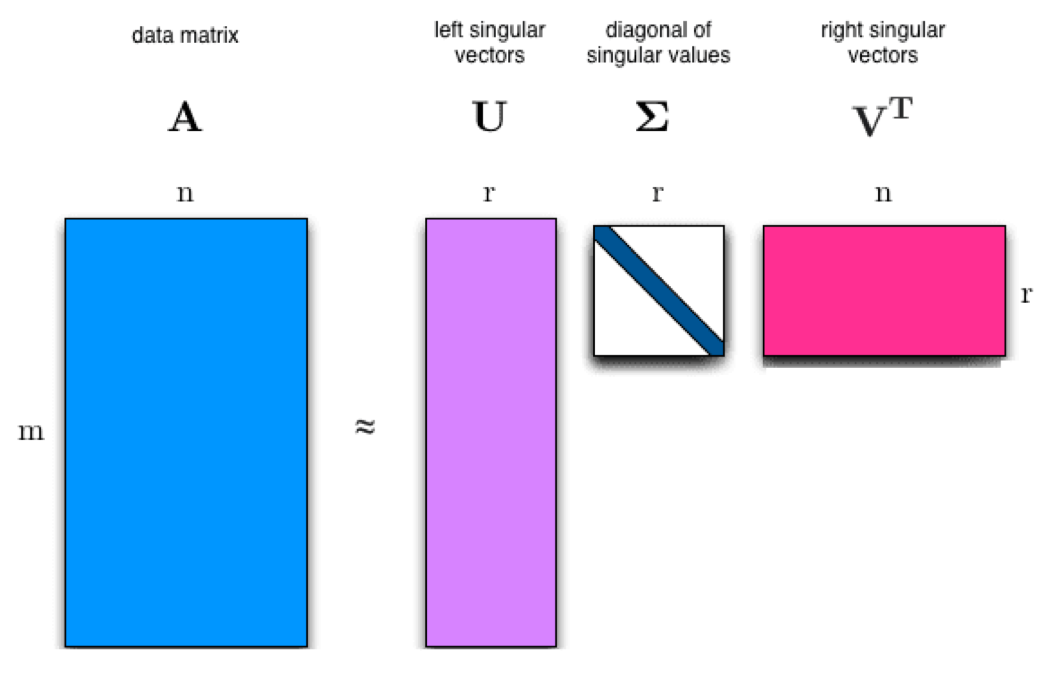 data matrix
left singular
vectors
diagonal of
singular values
right singular
vectors
A
U
Σ
V^T
n
r
r
n
r
m
≈